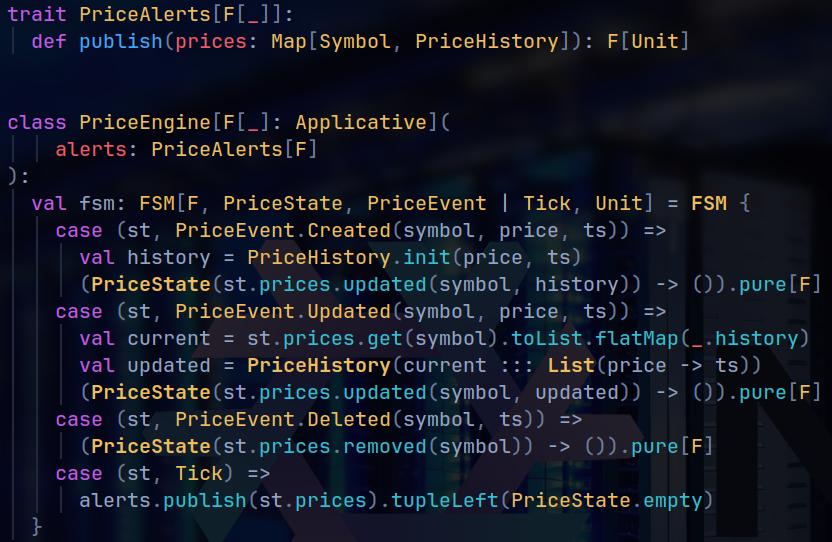 trait PriceAlerts[F[_]]:
  def publish(prices: Map[Symbol, PriceHistory]): F[Unit]
class PriceEngine[F[_]: Applicative](
    alerts: PriceAlerts[F]
):
  val fsm: FSM[F, PriceState, PriceEvent | Tick, Unit] = FSM {
    case (st, PriceEvent.Created(symbol, price, ts)) =>
      val history = PriceHistory.init(price, ts)
      (PriceState(st.prices.updated(symbol, history)) -> ()).pure[F]
    case (st, PriceEvent.Updated(symbol, price, ts)) =>
      val current = st.prices.get(symbol).toList.flatMap(_.history)
      val updated = PriceHistory(current ::: List(price -> ts))
      (PriceState(st.prices.updated(symbol, updated)) -> ()).pure[F]
    case (st, PriceEvent.Deleted(symbol, ts)) =>
      (PriceState(st.prices.removed(symbol)) -> ()).pure[F]
    case (st, Tick) =>
      alerts.publish(st.prices).tupleLeft(PriceState.empty)
  }